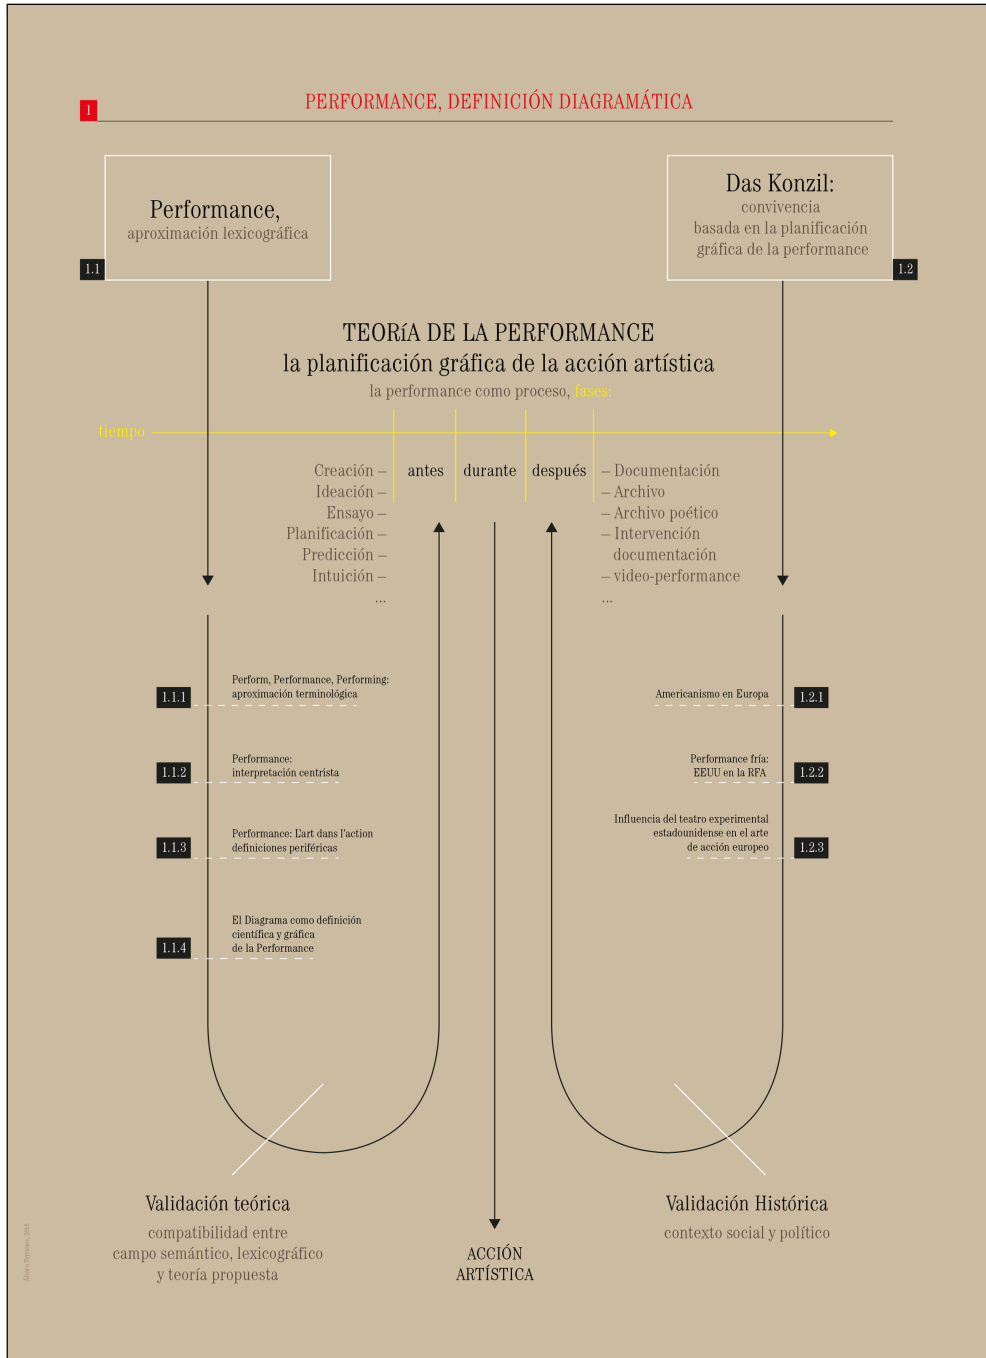 1
PERFORMANCE, DEFINICIÓN DIAGRAMÁTICA
Performance,
aproximación lexicográfica
1.1
Das Konzil:
convivencia
basada en la planificación
gráfica de la performance
1.2
TEORíA DE LA PERFORMANCE
la planificación gráfica de la acción artística
la performance como proceso, fases:
tiempo
Creación –
Ideación –
Ensayo –
Planificación –
Predicción –
Intuición –
...
antes
durante
después
– Documentación
– Archivo
– Archivo poético
– Intervención
documentación
– video-performance
...
1.1.1
Perform, Performance, Performing:
aproximación terminológica
1.1.2
Performance:
interpretación centrista
1.1.3
Performance: L'art dans l'action
definiciones periféricas
1.1.4
El Diagrama como definición
científica y gráfica
de la Performance
Americanismo en Europa
1.2.1
Performance fría:
EEUU en la RFA
1.2.2
Influencia del teatro experimental
estadounidense en el arte
de acción europeo
1.2.3
Validación teórica
compatibilidad entre
campo semántico, lexicográfico
y teoría propuesta
ACCIÓN
ARTÍSTICA
Validación Histórica
contexto social y político